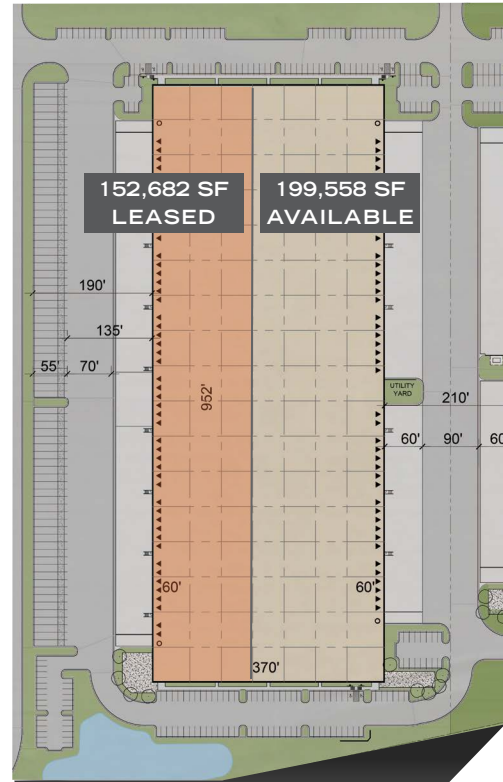 152,682 SF
LEASED
199,558 SF
AVAILABLE
190'
135'
55'
70'
952'
UTILITY
YARD
210'
60'
90'
60
60'
60'
370'